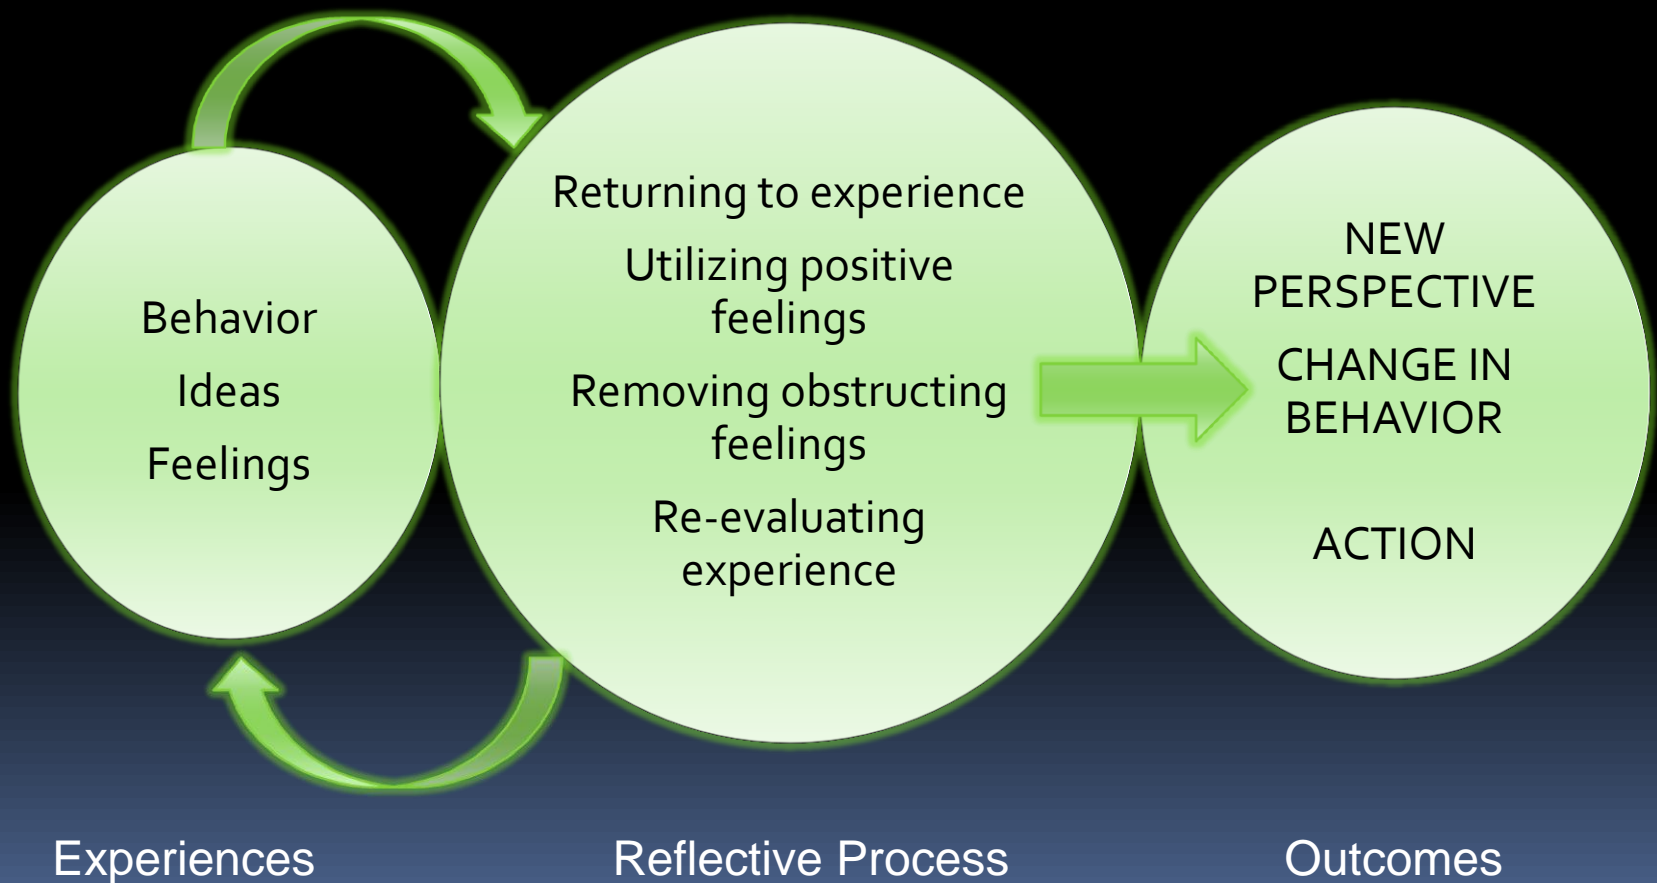 Behavior
Ideas
Feelings
Returning to experience
Utilizing positive
feelings
Removing obstructing
feelings
Re-evaluating
experience
NEW
PERSPECTIVE
CHANGE IN
BEHAVIOR
ACTION
Experiences
Reflective Process
Outcomes